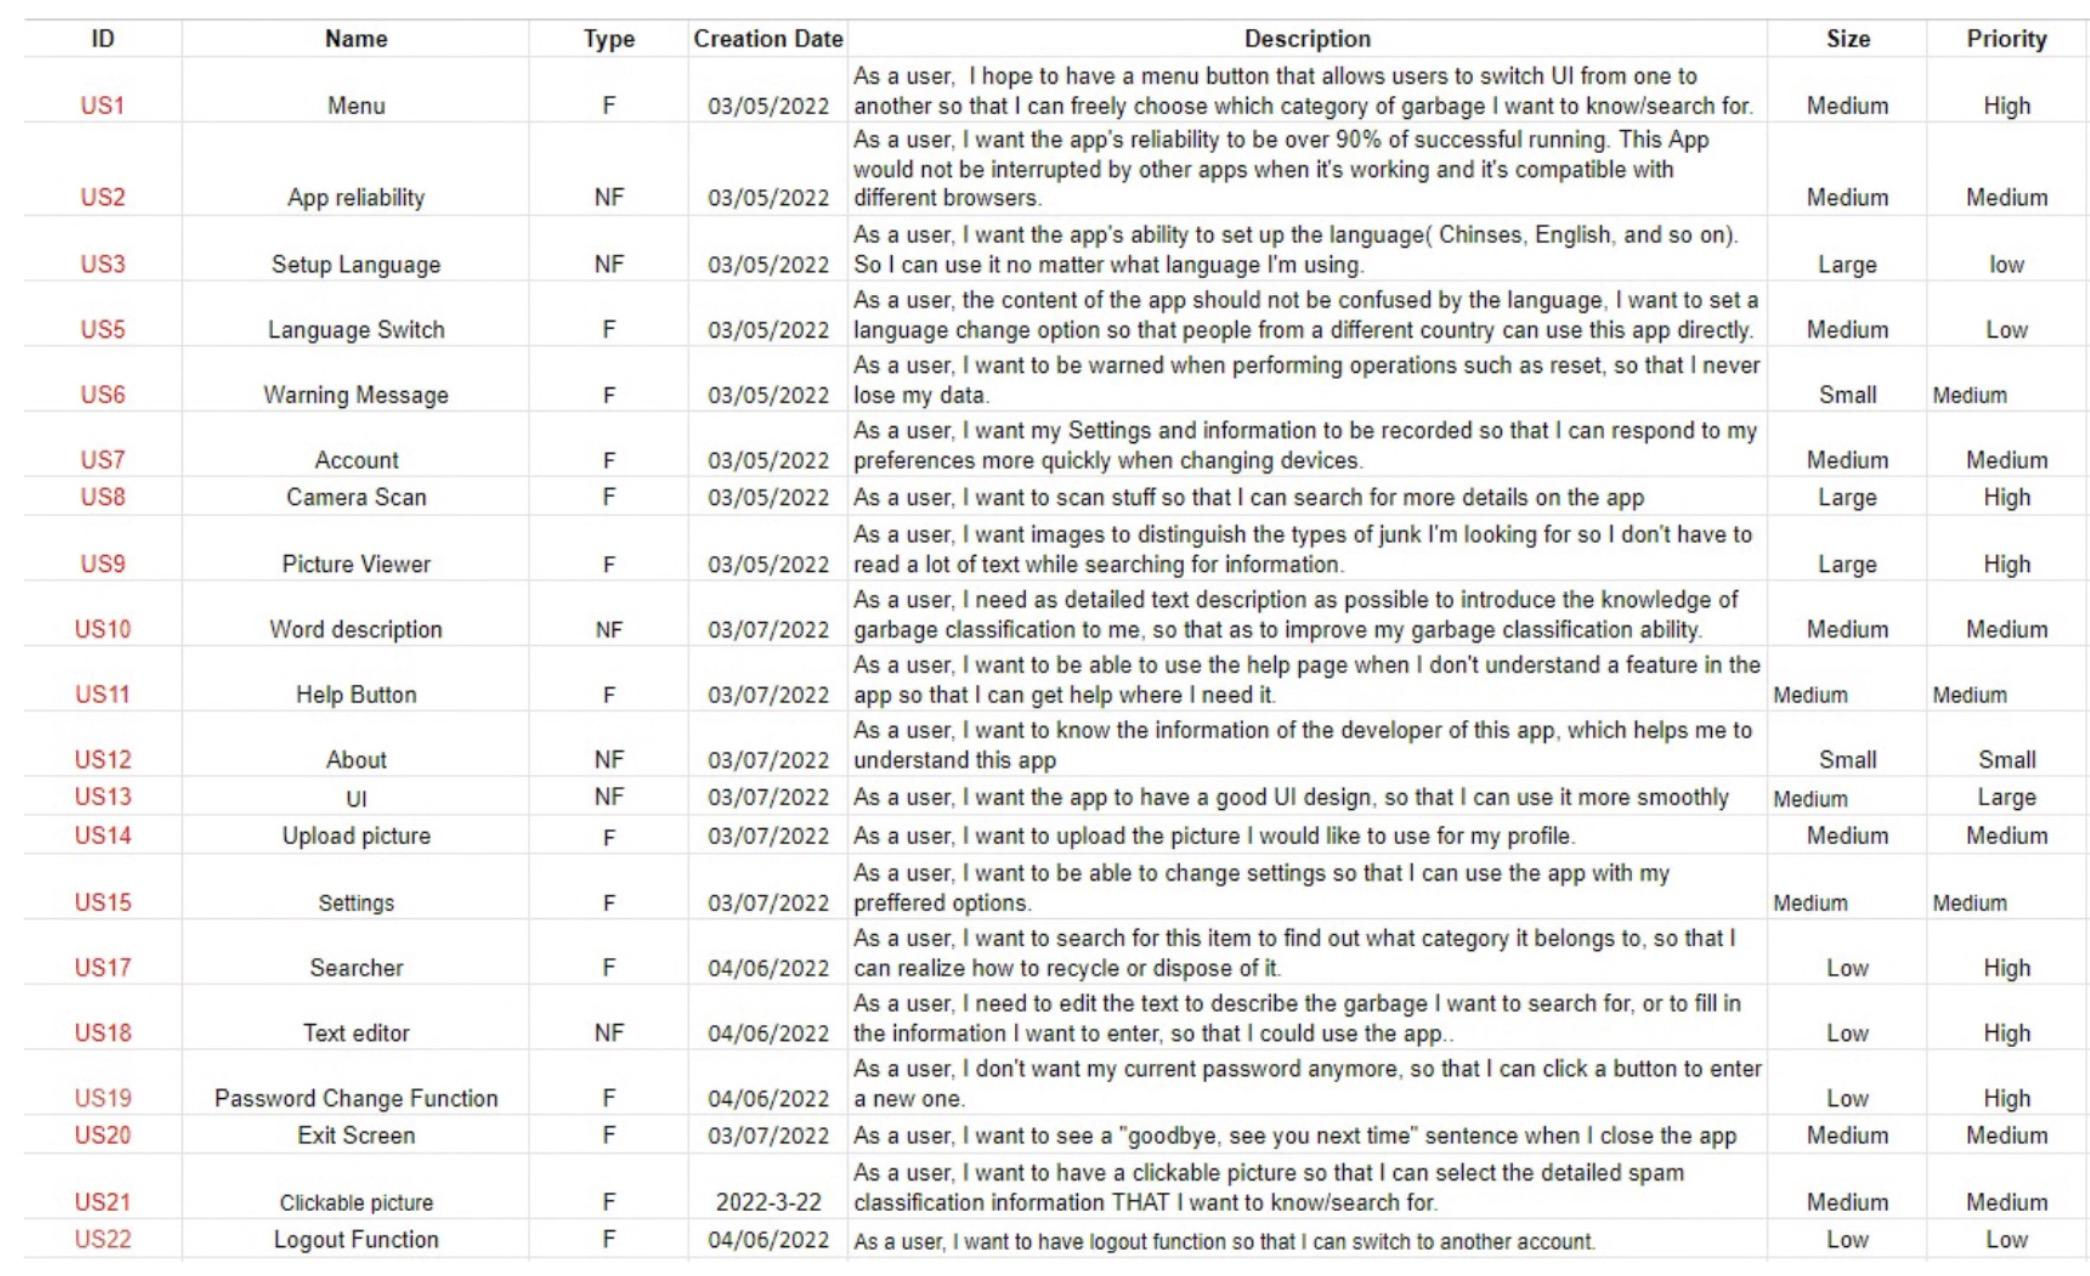 ID Name Type Creation Date Description Size Priority
As a user,  I hope to have a menu button that allows users to switch UI from one to
US1 Menu F 03/05/2022 another so that I can freely choose which category of garbage I want to know/search for. Medium High
As a user, I want the app's reliability to be over 90% of successful running. This App
would not be interrupted by other apps when it's working and it's compatible with
US2 App reliability NF 03/05/2022 different browsers. Medium Medium
As a user, I want the app's ability to set up the language( Chinses, English, and so on).
US3 Setup Language NF 03/05/2022 So I can use it no matter what language I'm using. Large low
As a user, the content of the app should not be confused by the language, I want to set a
US5 Language Switch F 03/05/2022 language change option so that people from a different country can use this app directly. Medium Low
As a user, I want to be warned when performing operations such as reset, so that I never
US6 Warning Message F 03/05/2022 lose my data. Small Medium
As a user, I want my Settings and information to be recorded so that I can respond to my
US7 Account F 03/05/2022 preferences more quickly when changing devices. Medium Medium
US8 Camera Scan F 03/05/2022 As a user, I want to scan stuff so that I can search for more details on the app Large High
As a user, I want images to distinguish the types of junk I'm looking for so I don't have to
US9 Picture Viewer F 03/05/2022 read a lot of text while searching for information. Large High
As a user, I need as detailed text description as possible to introduce the knowledge of
US10 Word description NF 03/07/2022 garbage classification to me, so that as to improve my garbage classification ability. Medium Medium
As a user, I want to be able to use the help page when I don't understand a feature in the
US11 Help Button F 03/07/2022 app so that I can get help where I need it. Medium Medium
As a user, I want to know the information of the developer of this app, which helps me to
US12 About NF 03/07/2022 understand this app Small Small
US13 UI NF 03/07/2022 As a user, I want the app to have a good UI design, so that I can use it more smoothly Medium Large
US14 Upload picture F 03/07/2022 As a user, I want to upload the picture I would like to use for my profile. Medium Medium
As a user, I want to be able to change settings so that I can use the app with my
US15 Settings F 03/07/2022 preffered options. Medium Medium
As a user, I want to search for this item to find out what category it belongs to, so that I
US17 Searcher F 04/06/2022 can realize how to recycle or dispose of it. Low High
As a user, I need to edit the text to describe the garbage I want to search for, or to fill in
US18 Text editor NF 04/06/2022 the information I want to enter, so that I could use the app.. Low High
As a user, I don't want my current password anymore, so that I can click a button to enter
US19 Password Change Function F 04/06/2022 a new one. Low High
US20 Exit Screen F 03/07/2022 As a user, I want to see a "goodbye, see you next time" sentence when I close the app Medium Medium
As a user, I want to have a clickable picture so that I can select the detailed spam
US21 Clickable picture F 2022-3-22 classification information THAT I want to know/search for. Medium Medium
US22 Logout Function F 04/06/2022 As a user, I want to have logout function so that I can switch to another account. Low Low